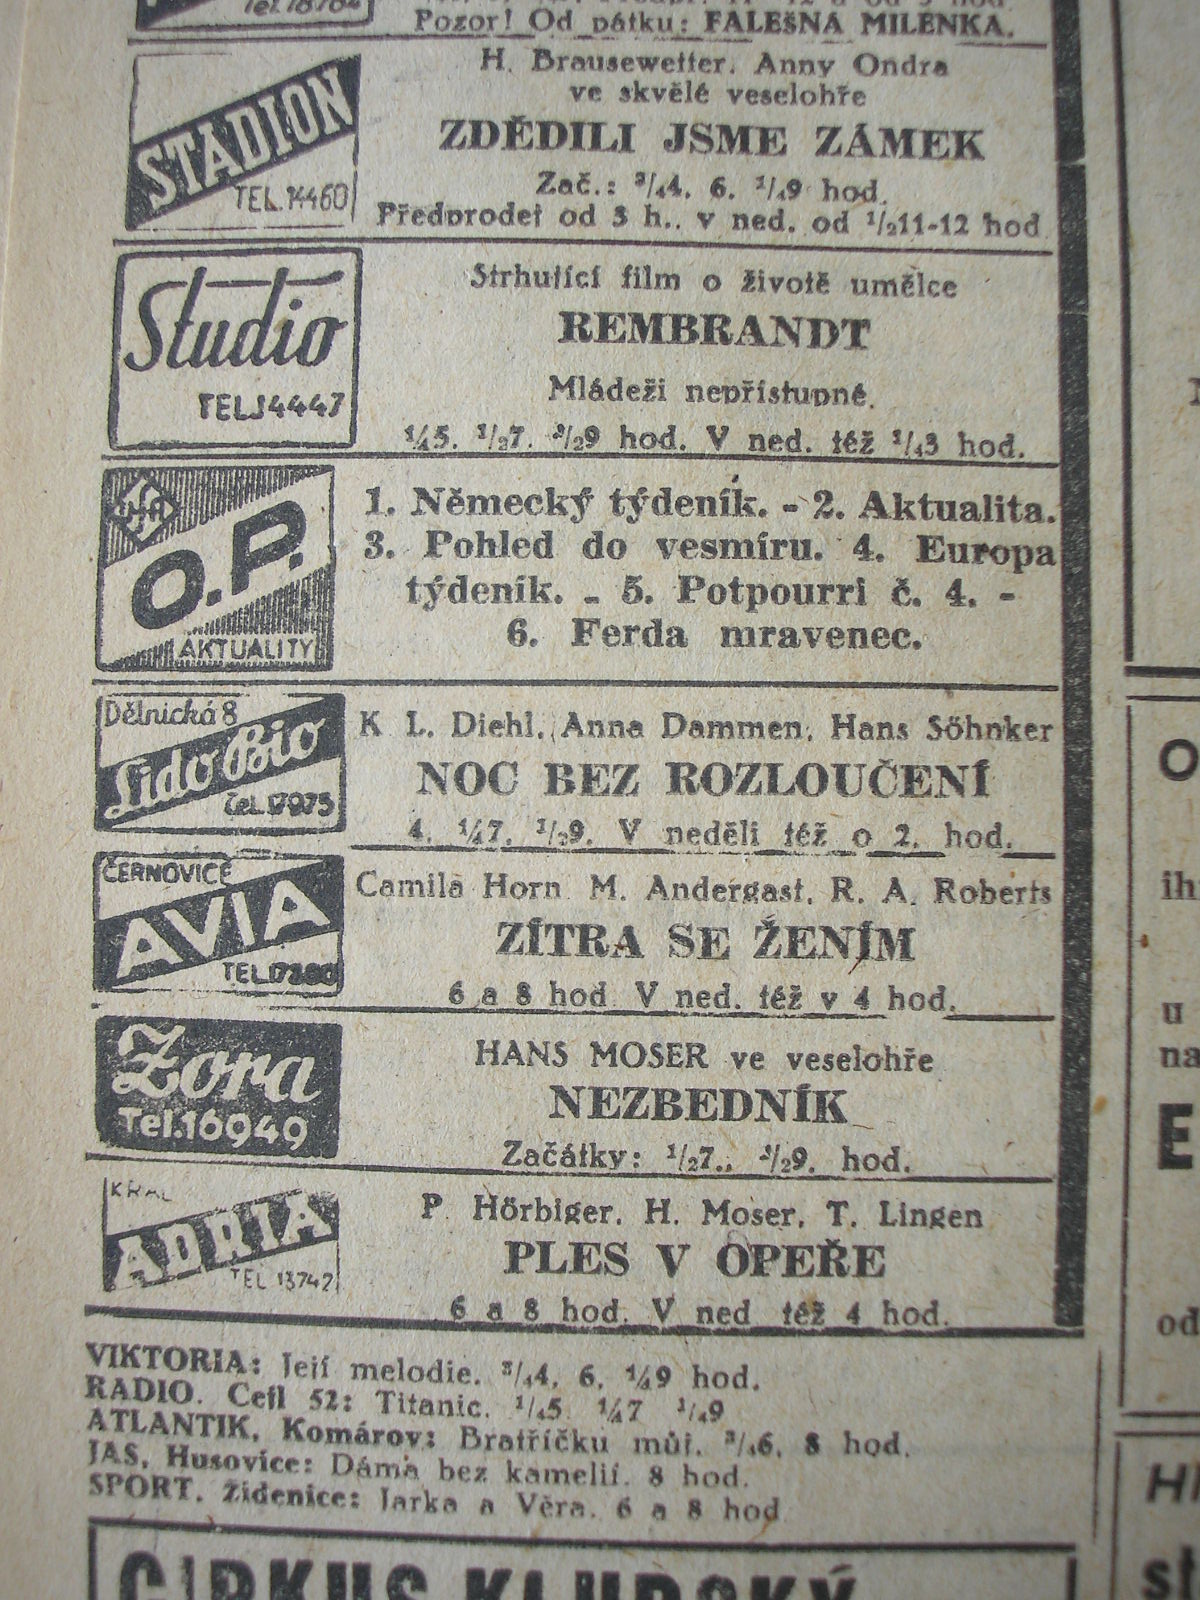 Pozor! Od pátku: FALEŠNÁ MILENKA.
STADION
TEL. 14460
H. Brausewetter, Anny Ondra
ve skvělé veselohře
ZDĚDILI JSME ZÁMEK
Zač.: ³/₄4, 6, ¹/₄9 hod.
Předprodej od 3 h., v ned. od ¹/₂11-12 hod
Studio
TEL. 14447
Strhující film o životě umělce
REMBRANDT
Mládeži nepřístupné.
¹/₄5, ¹/₂7, ¹/₂9 hod. V ned. též ¹/₄3 hod.
UFA
O.P.
AKTUALITY
1. Německý týdeník. - 2. Aktualita.
3. Pohled do vesmíru. 4. Europa
týdeník. - 5. Potpourri č. 4. -
6. Ferda mravenec.
Dělnická 8
Lido Bio
Tel. 17975
K L. Diehl, Anna Dammen, Hans Söhnker
NOC BEZ ROZLOUČENÍ
4, ¹/₄7, ¹/₂9. V neděli též o 2. hod.
ČERNOVICE
AVIA
TEL.
Camila Horn M. Andergast, R. A. Roberts
ZÍTRA SE ŽENÍM
6 a 8 hod V ned. též v 4 hod.
Zora
Tel. 16949
HANS MOSER ve veselohře
NEZBEDNÍK
Začátky: ¹/₂7., ¹/₂9. hod.
KRÁL
ADRIA
TEL 13742
P. Hörbiger, H. Moser, T. Lingen
PLES V OPEŘE
6 a 8 hod. V ned též 4 hod.
VIKTORIA: Její melodie. ³/₄4, 6, ¹/₄9 hod.
RADIO. Cejl 52: Titanic. ¹/₄5 ¹/₄7 ¹/₄9
ATLANTIK, Komárov: Bratříčku můj. ³/₄6, 8 hod.
JAS, Husovice: Dáma bez kamelií. 8 hod.
SPORT. Židenice: Jarka a Věra. 6 a 8 hod
CIRKUS KLUDSKÝ